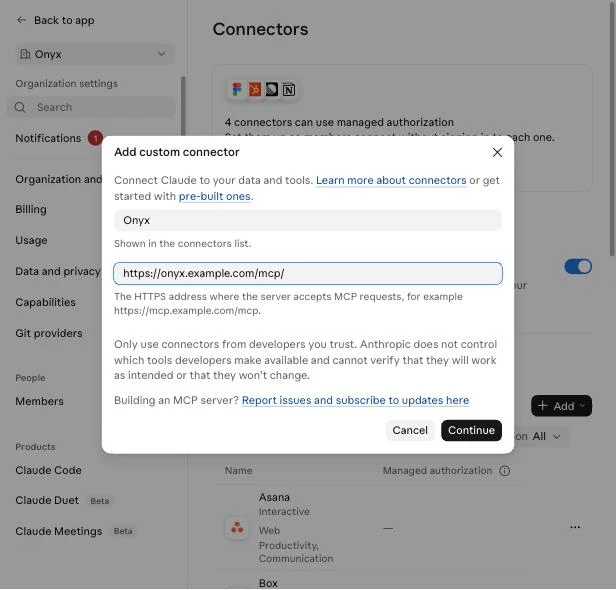 Back to app
Connectors
Onyx
Organization settings
Search
Notifications 1
4 connectors can use managed authorization
each one.
Add custom connector
Connect Claude to your data and tools. Learn more about connectors or get
started with pre-built ones.
Onyx
Shown in the connectors list.
https://onyx.example.com/mcp/
The HTTPS address where the server accepts MCP requests, for example
https://mcp.example.com/mcp.
Only use connectors from developers you trust. Anthropic does not control
which tools developers make available and cannot verify that they will work
as intended or that they won't change.
Building an MCP server? Report issues and subscribe to updates here
Cancel
Continue
Organization and
Billing
Usage
Data and privacy
Capabilities
Git providers
People
Members
Products
Claude Code
Claude Duet Beta
Claude Meetings Beta
our
Add
on All
Name
Managed authorization
Asana
Interactive
Web
Productivity,
Communication
—
Box